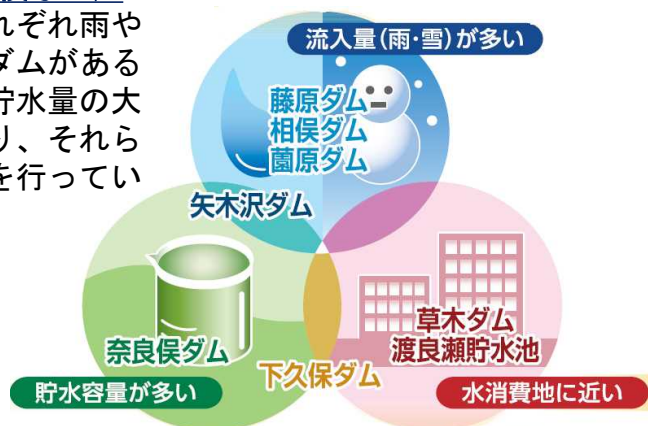 れぞれ雨や
ダムがある
貯水量の大
り、それら
を行ってい
流入量(雨・雪)が多い
藤原ダム
相俣ダム
薗原ダム
矢木沢ダム
奈良俣ダム
下久保ダム
草木ダム
渡良瀬貯水池
貯水容量が多い
水消費地に近い